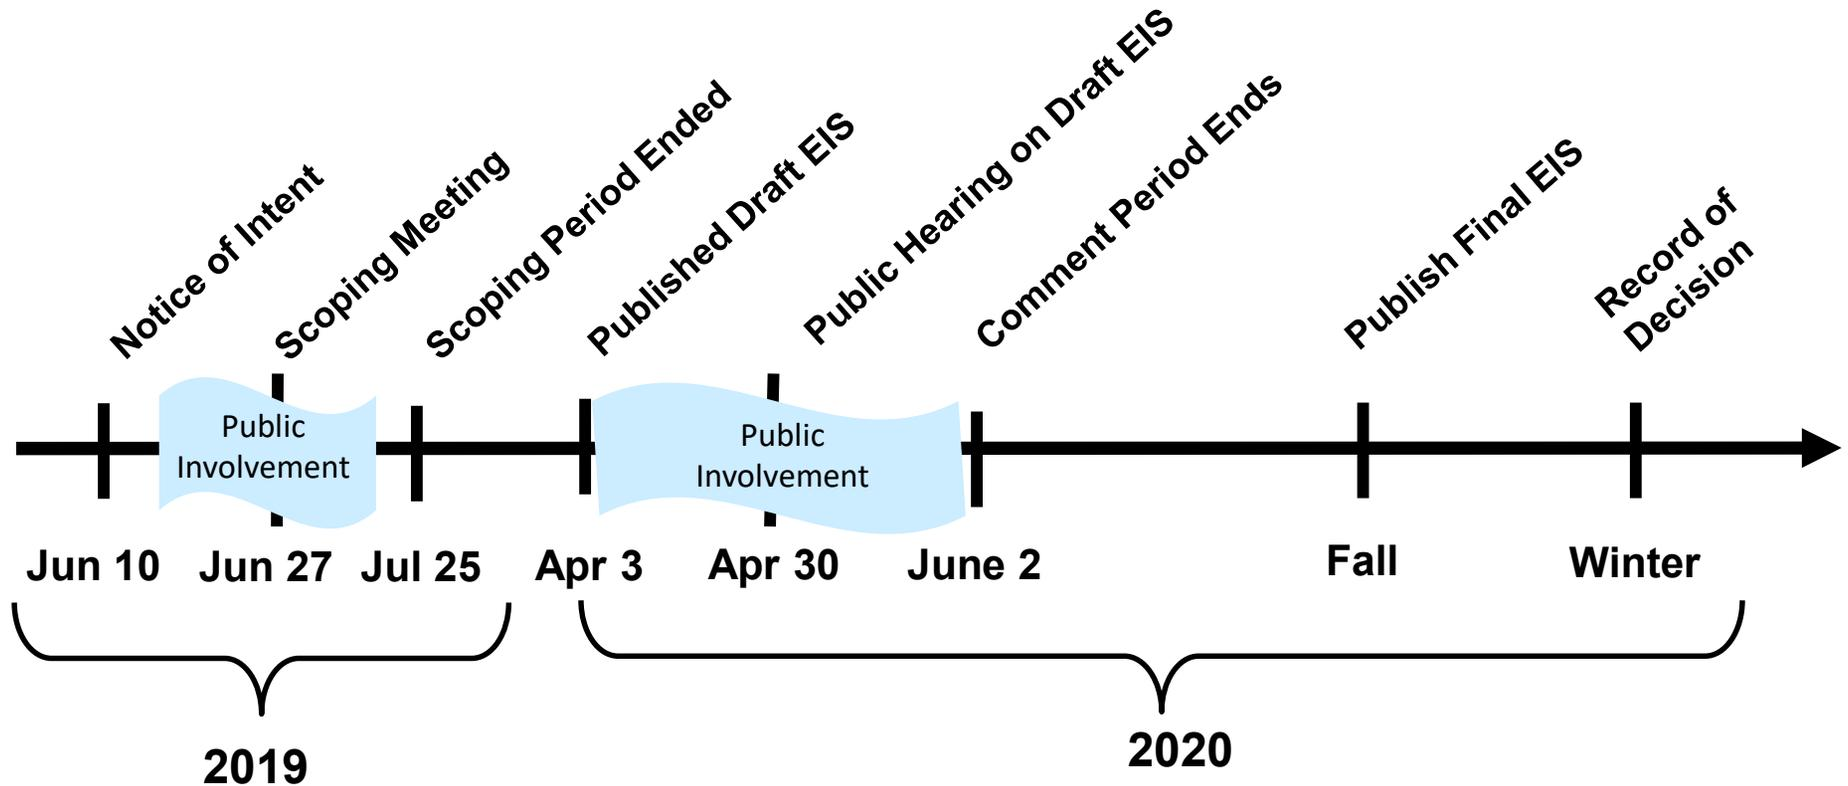 Notice of Intent
Scoping Meeting
Scoping Period Ended
Published Draft EIS
Public Hearing on Draft EIS
Comment Period Ends
Publish Final EIS
Record of
Decision
Public
Involvement
Public
Involvement
Jun 10
Jun 27
Jul 25
Apr 3
Apr 30
June 2
Fall
Winter
2019
2020